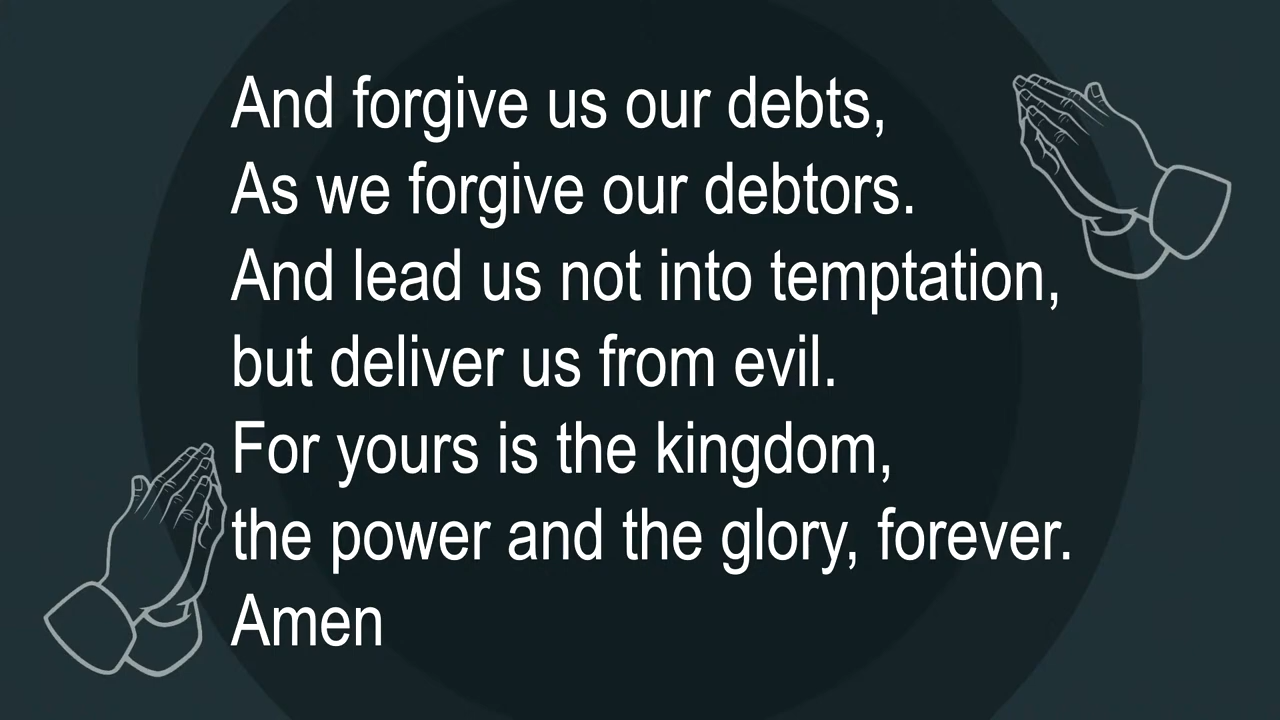 And forgive us our debts,
As we forgive our debtors.
And lead us not into temptation,
but deliver us from evil.
For yours is the kingdom,
the power and the glory, forever.
Amen